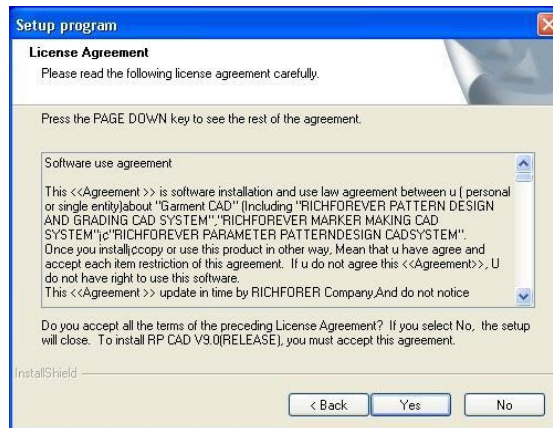 Setup program
License Agreement
Please read the following license agreement carefully.
Press the PAGE DOWN key to see the rest of the agreement.
Software use agreement
This <<Agreement >> is software installation and use law agreement between u ( personal
or single entity)about "Garment CAD" (Including "RICHFOREVER PATTERN DESIGN
AND GRADING CAD SYSTEM","RICHFOREVER MARKER MAKING CAD
SYSTEM"¡¢"RICHFOREVER PARAMETER PATTERNDESIGN CADSYSTEM".
Once you install¡¢copy or use this product in other way, Mean that u have agree and
accept each item restriction of this agreement.  If u do not agree this <<Agreement>>, U
do not have right to use this software.
This <<Agreement>> update in time by RICHFORER Company,And do not notice
Do you accept all the terms of the preceding License Agreement?  If you select No,  the setup
will close.  To install RP CAD V9.0(RELEASE), you must accept this agreement.
InstallShield
< Back
Yes
No